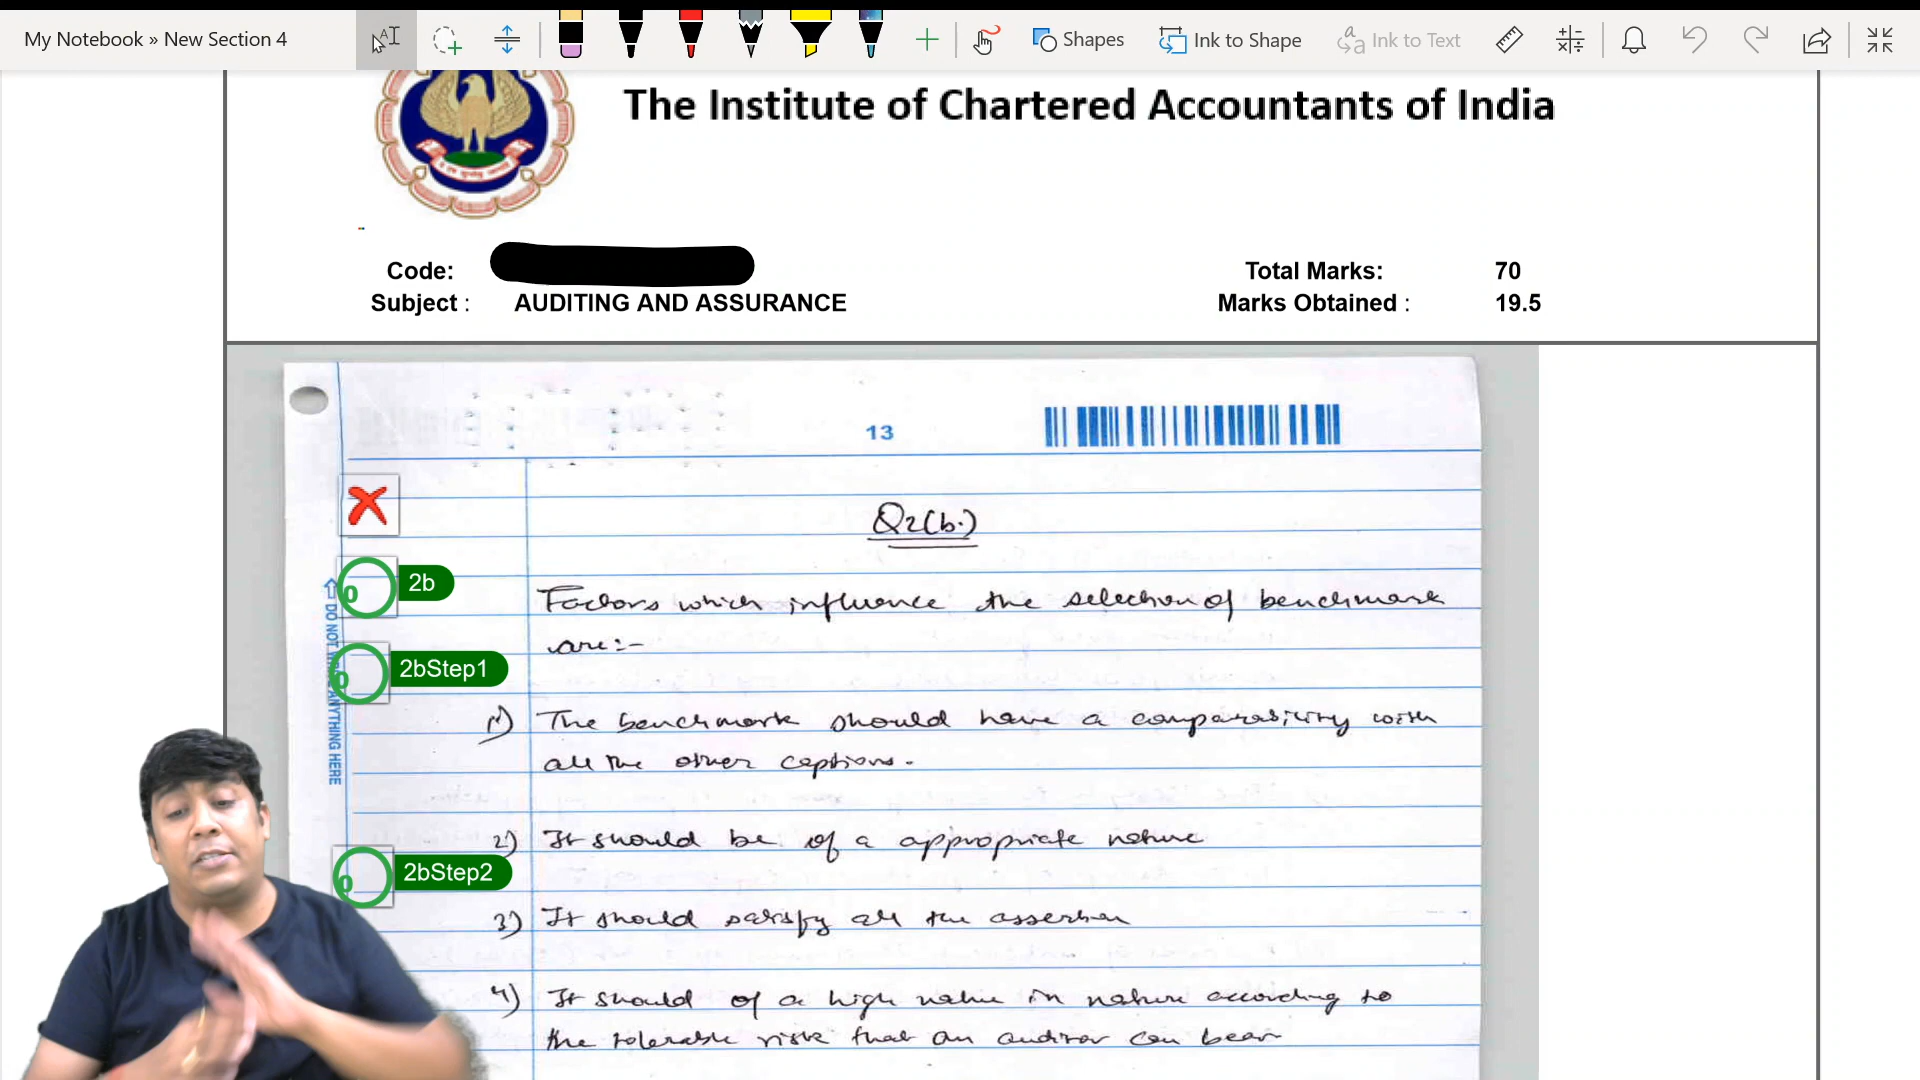 My Notebook » New Section 4
Shapes
Ink to Shape
Ink to Text
The Institute of Chartered Accountants of India
Code:
Total Marks: 70
Subject : AUDITING AND ASSURANCE
Marks Obtained : 19.5
13
Q2(b.)
0 2b
Factors which influence the selection of benchmark
are:-
0 2bStep1
1) The benchmark should have a comparability with
all the other captions.
2) It should be of a appropriate nature
0 2bStep2
3) It should satisfy all the assertion
4) It should of a high value in nature according to
the tolerable risk that an auditor can bear